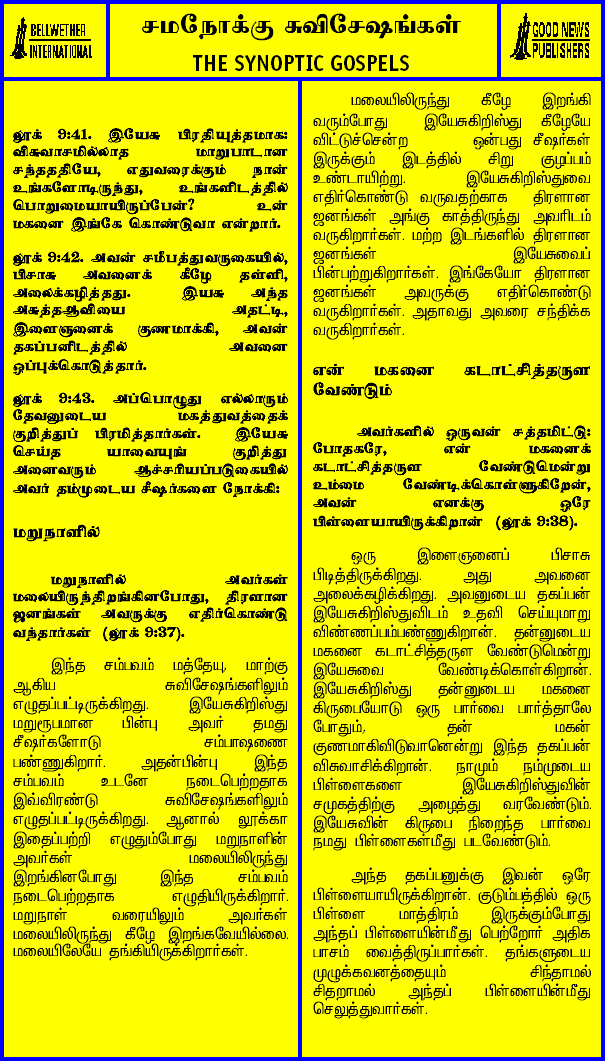 BELLWETHER
INTERNATIONAL
சமநோக்கு சுவிசேஷங்கள்
THE SYNOPTIC GOSPELS
GOOD NEWS
PUBLISHERS
லூக் 9:41. இயேசு பிரதியுத்தமாக:
விசுவாசமில்லாத மாறுபாடான
சந்தததியே, எதுவரைக்கும் நான்
உங்களோடிருந்து, உங்களிடத்தில்
பொறுமையாயிருப்பேன்? உன்
மகனை இங்கே கொண்டுவா என்றார்.
லூக் 9:42. அவன் சமீபத்துவருகையில்,
பிசாசு அவனைக் கீழே தள்ளி,
அலைக்கழித்தது. இயசு அந்த
அசுத்தஆவியை அதட்டி,
இளைஞனைக் குணமாக்கி, அவன்
தகப்பனிடத்தில் அவனை
ஒப்புக்கொடுத்தார்.
லூக் 9:43. அப்பொழுது எல்லாரும்
தேவனுடைய மகத்துவத்தைக்
குறித்துப் பிரமித்தார்கள். இயேசு
செய்த யாவையுங் குறித்து
அனைவரும் ஆச்சரியப்படுகையில்
அவர் தம்முடைய சீஷர்களை நோக்கி:
மறுநாளில்
மறுநாளில் அவர்கள்
மலையிருந்திறங்கினபோது, திரளான
ஜனங்கள் அவருக்கு எதிர்கொண்டு
வந்தார்கள் (லூக் 9:37).
இந்த சம்பவம் மத்தேயு, மாற்கு
ஆகிய சுவிசேஷங்களிலும்
எழுதப்பட்டிருக்கிறது. இயேசுகிறிஸ்து
மறுரூபமான பின்பு அவர் தமது
சீஷர்களோடு சம்பாஷணை
பண்ணுகிறார். அதன்பின்பு இந்த
சம்பவம் உடனே நடைபெற்றதாக
இவ்விரண்டு சுவிசேஷங்களிலும்
எழுதப்பட்டிருக்கிறது. ஆனால் லூக்கா
இதைப்பற்றி எழுதும்போது மறுநாளின்
அவர்கள் மலையிலிருந்து
இறங்கினபோது இந்த சம்பவம்
நடைபெற்றதாக எழுதியிருக்கிறார்.
மறுநாள் வரையிலும் அவர்கள்
மலையிலிருந்து கீழே இறங்கவேயில்லை.
மலையிலேயே தங்கியிருக்கிறார்கள்.
மலையிலிருந்து கீழே இறங்கி
வரும்போது இயேசுகிறிஸ்து கீழேயே
விட்டுச்சென்ற ஒன்பது சீஷர்கள்
இருக்கும் இடத்தில் சிறு குழப்பம்
உண்டாயிற்று. இயேசுகிறிஸ்துவை
எதிர்கொண்டு வருவதற்காக திரளான
ஜனங்கள் அங்கு காத்திருந்து அவரிடம்
வருகிறார்கள். மற்ற இடங்களில் திரளான
ஜனங்கள் இயேசுவைப்
பின்பற்றுகிறார்கள். இங்கேயோ திரளான
ஜனங்கள் அவருக்கு எதிர்கொண்டு
வருகிறார்கள். அதாவது அவரை சந்திக்க
வருகிறார்கள்.
என் மகனை கடாட்சித்தருள
வேண்டும்
அவர்களில் ஒருவன் சத்தமிட்டு:
போதகரே, என் மகனைக்
கடாட்சித்தருள வேண்டுமென்று
உம்மை வேண்டிக்கொள்ளுகிறேன்,
அவன் எனக்கு ஒரே
பிள்ளையாயிருக்கிறான் (லூக் 9:38).
ஒரு இளைஞனைப் பிசாசு
பிடித்திருக்கிறது. அது அவனை
அலைக்கழிக்கிறது. அவனுடைய தகப்பன்
இயேசுகிறிஸ்துவிடம் உதவி செய்யுமாறு
விண்ணப்பம்பண்ணுகிறான். தன்னுடைய
மகனை கடாட்சித்தருள வேண்டுமென்று
இயேசுவை வேண்டிக்கொள்கிறான்.
இயேசுகிறிஸ்து தன்னுடைய மகனை
கிருபையோடு ஒரு பார்வை பார்த்தாலே
போதும், தன் மகன்
குணமாகிவிடுவானென்று இந்த தகப்பன்
விசுவாசிக்கிறான். நாமும் நம்முடைய
பிள்ளைகளை இயேசுகிறிஸ்துவின்
சமுகத்திற்கு அழைத்து வரவேண்டும்.
இயேசுவின் கிருபை நிறைந்த பார்வை
நமது பிள்ளைகள்மீது படவேண்டும்.
அந்த தகப்பனுக்கு இவன் ஒரே
பிள்ளையாயிருக்கிறான். குடும்பத்தில் ஒரு
பிள்ளை மாத்திரம் இருக்கும்போது
அந்தப் பிள்ளையின்மீது பெற்றோர் அதிக
பாசம் வைத்திருப்பார்கள். தங்களுடைய
முழுக்கவனத்தையும் சிந்தாமல்
சிதறாமல் அந்தப் பிள்ளையின்மீது
செலுத்துவார்கள்.